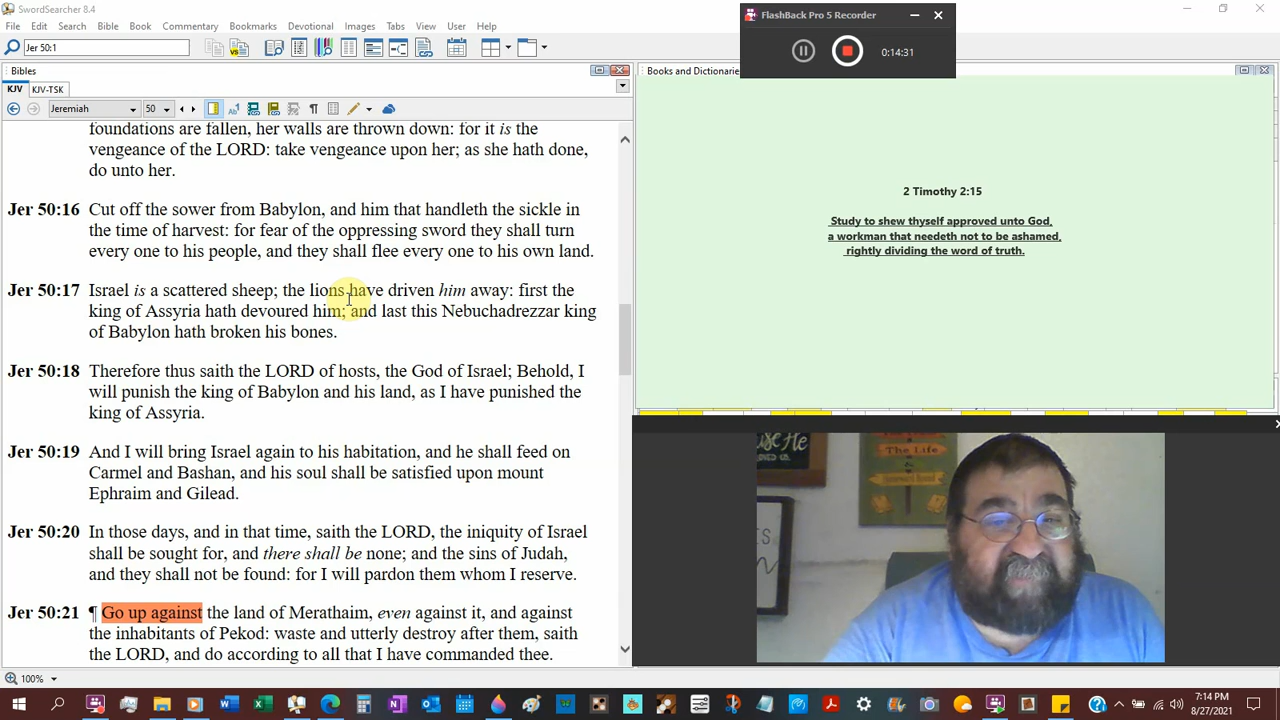 SwordSearcher 8.4
File Edit Search Bible Book Commentary Bookmarks Devotional Images Tabs View User Help
Jer 50:1
VS
FlashBack Pro 5 Recorder
0:14:31
Bibles
Books and Dictionaries
KJV KJV-TSK
Jeremiah 50
foundations are fallen, her walls are thrown down: for it is the
vengeance of the LORD: take vengeance upon her; as she hath done,
do unto her.
Jer 50:16 Cut off the sower from Babylon, and him that handleth the sickle in
the time of harvest: for fear of the oppressing sword they shall turn
every one to his people, and they shall flee every one to his own land.
Jer 50:17 Israel is a scattered sheep; the lions have driven him away: first the
king of Assyria hath devoured him; and last this Nebuchadrezzar king
of Babylon hath broken his bones.
Jer 50:18 Therefore thus saith the LORD of hosts, the God of Israel; Behold, I
will punish the king of Babylon and his land, as I have punished the
king of Assyria.
Jer 50:19 And I will bring Israel again to his habitation, and he shall feed on
Carmel and Bashan, and his soul shall be satisfied upon mount
Ephraim and Gilead.
Jer 50:20 In those days, and in that time, saith the LORD, the iniquity of Israel
shall be sought for, and there shall be none; and the sins of Judah,
and they shall not be found: for I will pardon them whom I reserve.
Jer 50:21 ¶ Go up against the land of Merathaim, even against it, and against
the inhabitants of Pekod: waste and utterly destroy after them, saith
the LORD, and do according to all that I have commanded thee.
2 Timothy 2:15
Study to shew thyself approved unto God,
a workman that needeth not to be ashamed,
rightly dividing the word of truth.
The Life
100%
7:14 PM
8/27/2021